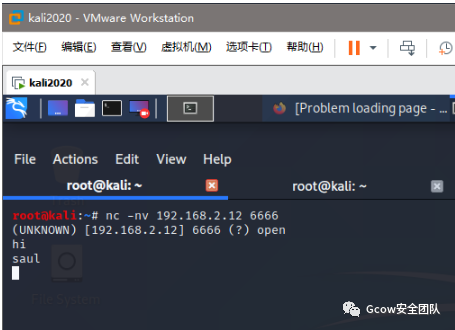 kali2020 - VMware Workstation
文件(F) 编辑(E) 查看(V) 虚拟机(M) 选项卡(T) 帮助(H)
kali2020
[Problem loading page - ...
File Actions Edit View Help
root@kali: ~ root@kali: ~
root@kali:~# nc -nv 192.168.2.12 6666
(UNKNOWN) [192.168.2.12] 6666 (?) open
hi
saul
File System
Gcow安全团队